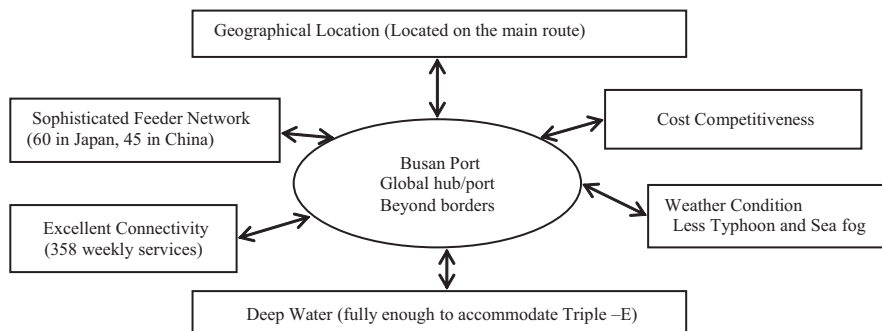 Geographical Location (Located on the main route)
Sophisticated Feeder Network
(60 in Japan, 45 in China)
Cost Competitiveness
Busan Port
Global hub/port
Beyond borders
Excellent Connectivity
(358 weekly services)
Weather Condition
Less Typhoon and Sea fog
Deep Water (fully enough to accommodate Triple –E)